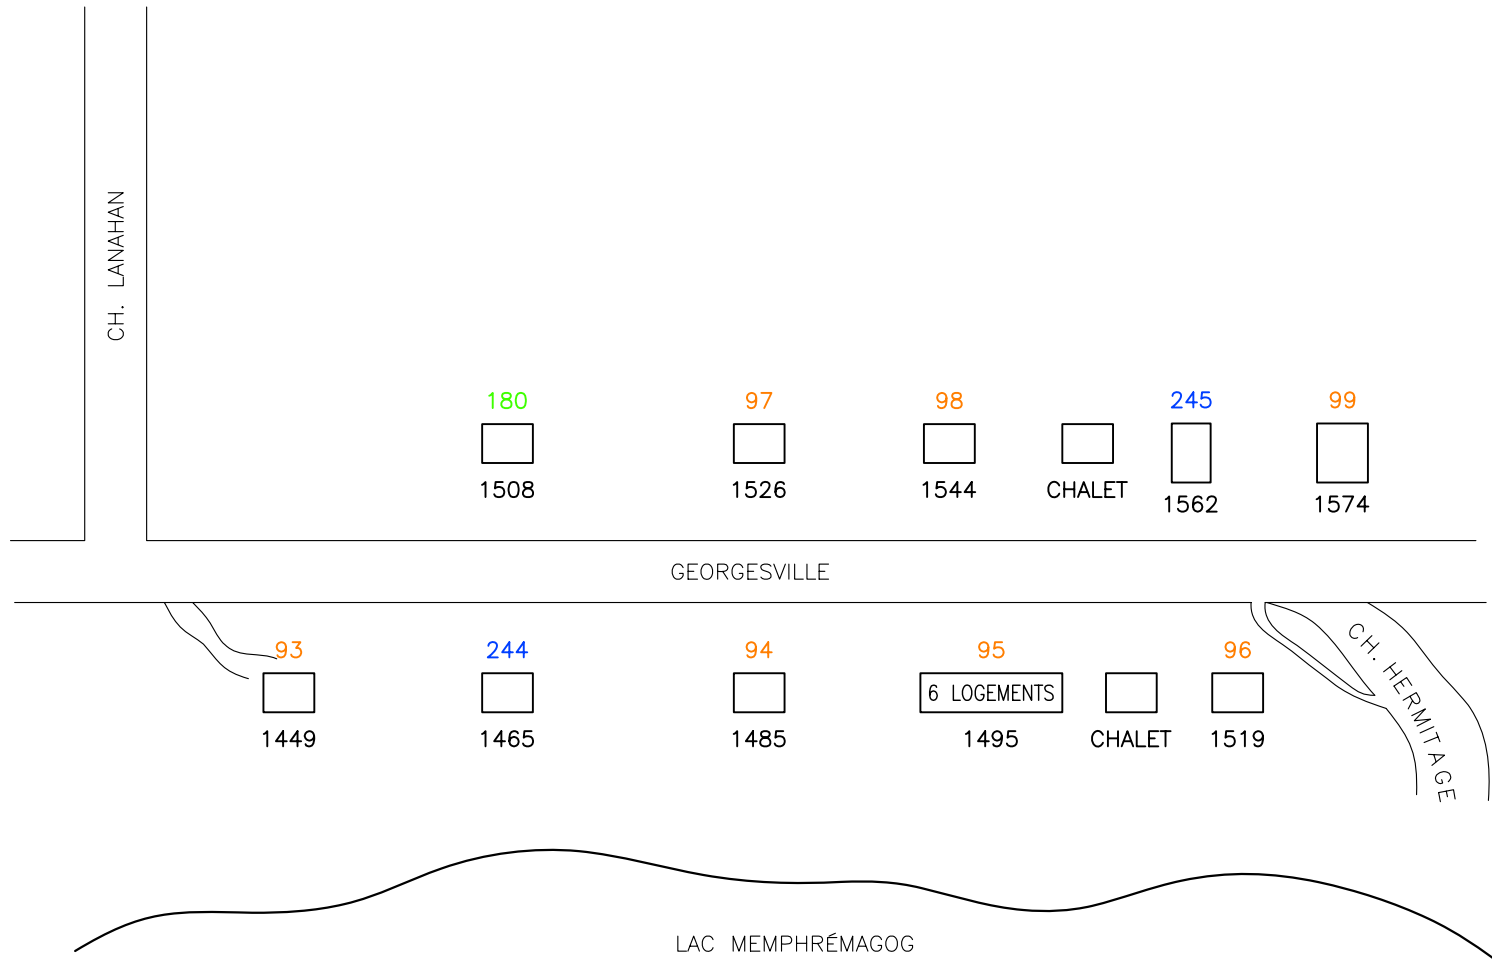 CH. LANAHAN
180 97 98 245 99
1508 1526 1544 CHALET 1562 1574
GEORGESVILLE
93 244 94 95 96
6 LOGEMENTS
1449 1465 1485 1495 CHALET 1519
CH. HERMITAGE
LAC MEMPHRÉMAGOG